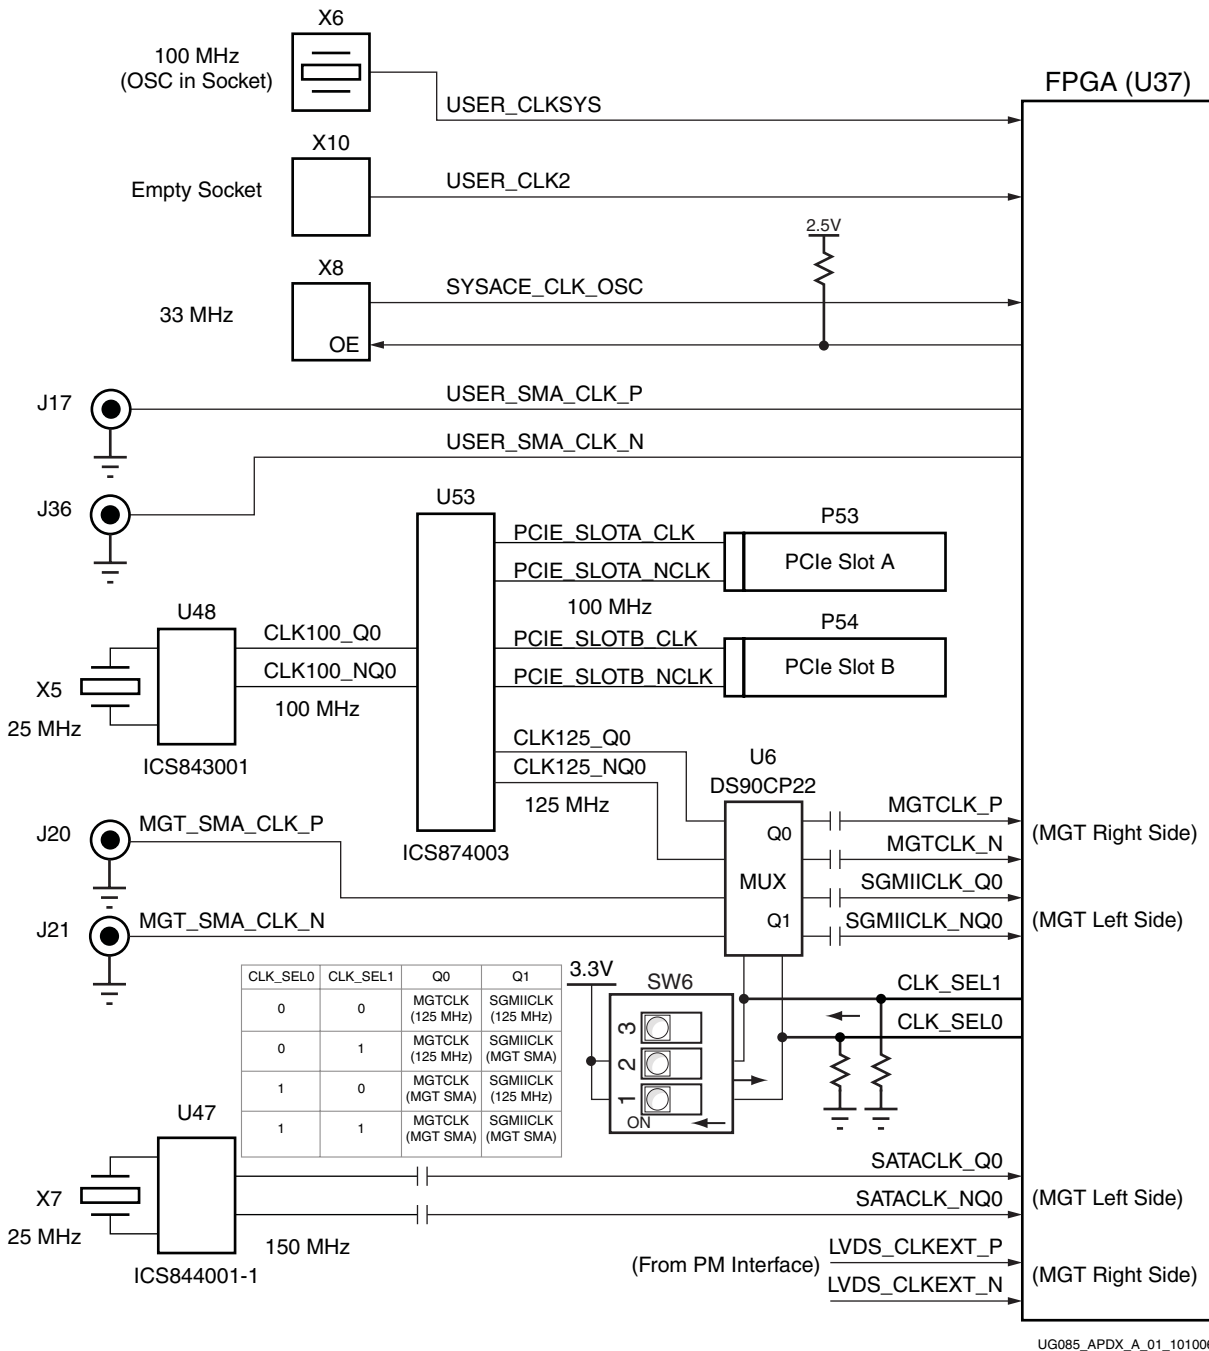 X6
100 MHz
(OSC in Socket)
FPGA (U37)
USER_CLKSYS
X10
Empty Socket
USER_CLK2
2.5V
X8
SYSACE_CLK_OSC
33 MHz
OE
J17
USER_SMA_CLK_P
USER_SMA_CLK_N
J36
U53
P53
PCIE_SLOTA_CLK
PCIe Slot A
PCIE_SLOTA_NCLK
100 MHz
U48
P54
CLK100_Q0
PCIE_SLOTB_CLK
PCIe Slot B
CLK100_NQ0
PCIE_SLOTB_NCLK
X5
25 MHz
100 MHz
ICS843001
CLK125_Q0
CLK125_NQ0
125 MHz
U6
DS90CP22
J20
MGT_SMA_CLK_P
ICS874003
Q0
MUX
Q1
MGTCLK_P
(MGT Right Side)
MGTCLK_N
SGMIICLK_Q0
SGMIICLK_NQ0
(MGT Left Side)
J21
MGT_SMA_CLK_N
CLK_SEL0 CLK_SEL1 Q0 Q1
0 0 MGTCLK (125 MHz) SGMIICLK (125 MHz)
0 1 MGTCLK (125 MHz) SGMIICLK (MGT SMA)
1 0 MGTCLK (MGT SMA) SGMIICLK (125 MHz)
1 1 MGTCLK (MGT SMA) SGMIICLK (MGT SMA)
3.3V
SW6
3
2
1
ON
CLK_SEL1
CLK_SEL0
U47
X7
25 MHz
150 MHz
ICS844001-1
SATACLK_Q0
SATACLK_NQ0
(MGT Left Side)
(From PM Interface)
LVDS_CLKEXT_P
LVDS_CLKEXT_N
(MGT Right Side)
UG085_APDX_A_01_101006